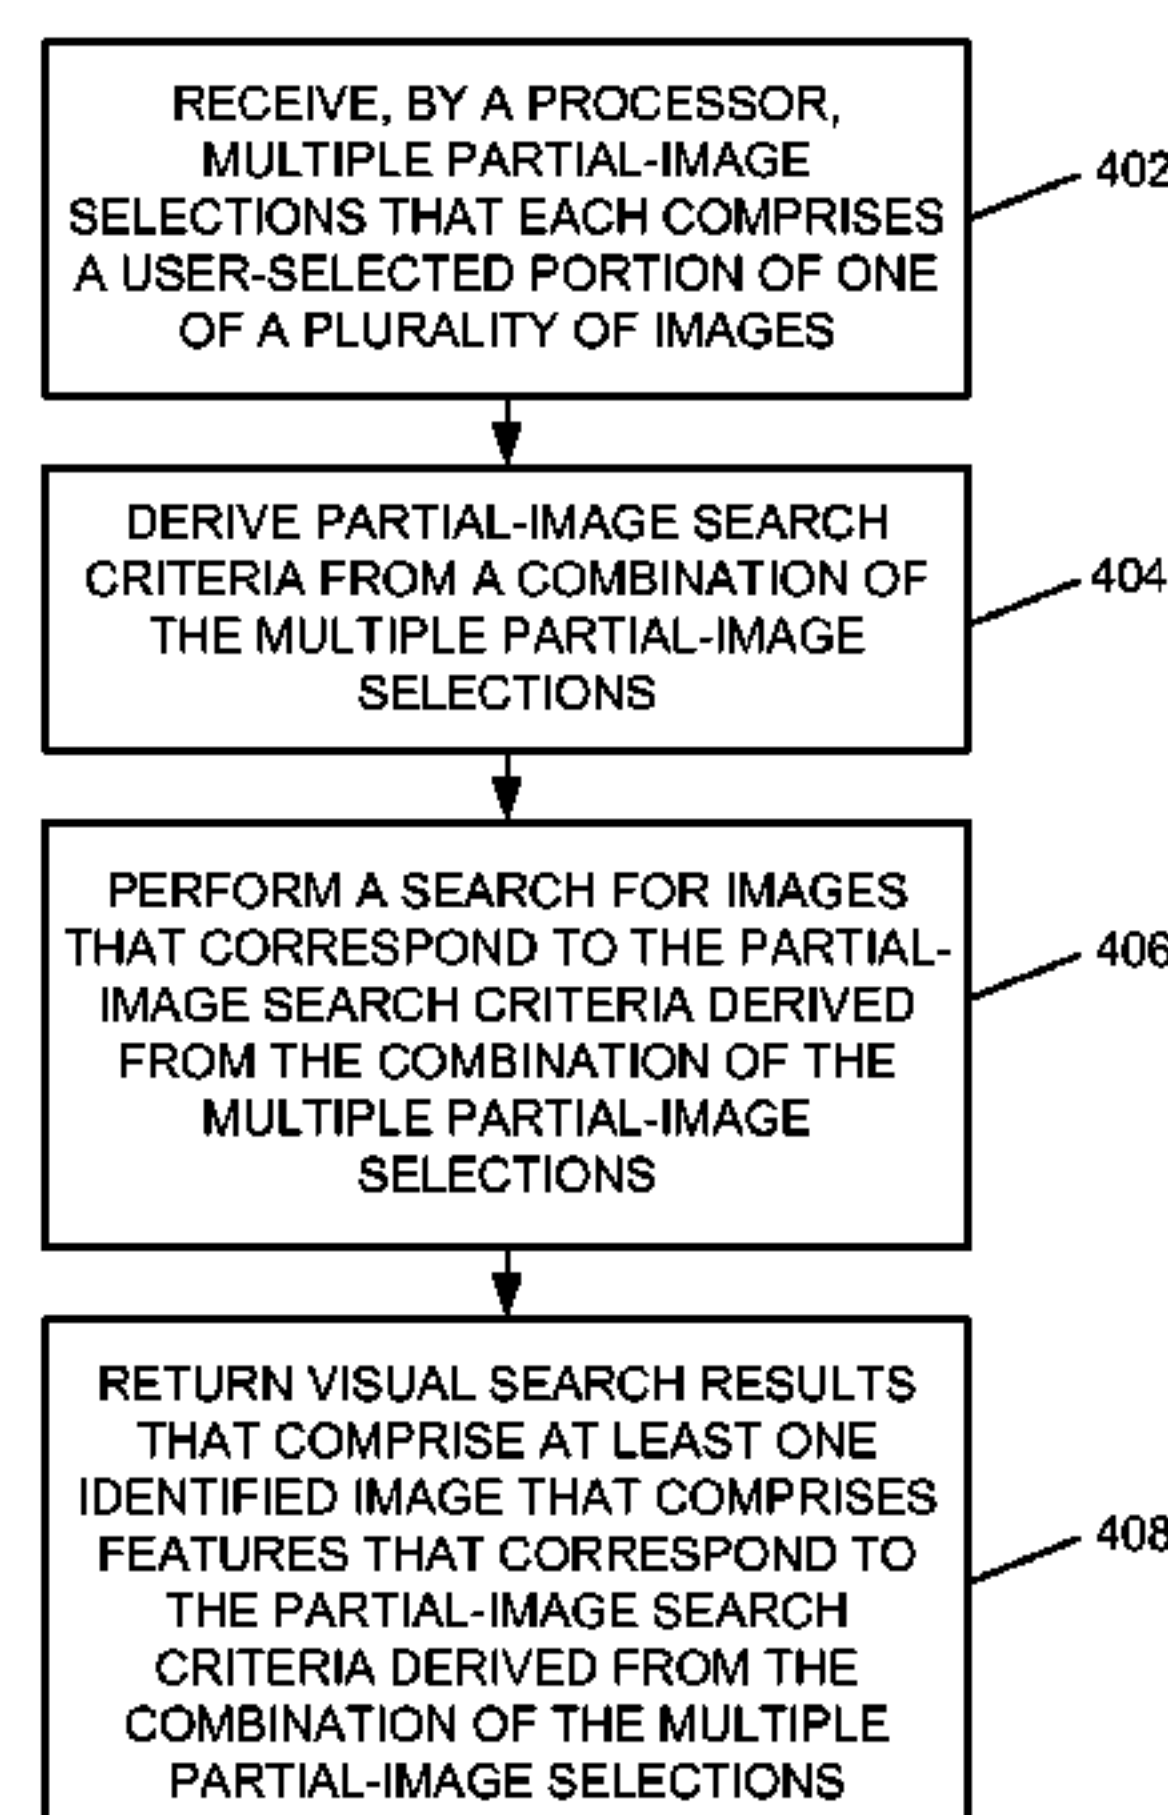 RECEIVE, BY A PROCESSOR,
MULTIPLE PARTIAL-IMAGE
SELECTIONS THAT EACH COMPRISES
A USER-SELECTED PORTION OF ONE
OF A PLURALITY OF IMAGES
402
DERIVE PARTIAL-IMAGE SEARCH
CRITERIA FROM A COMBINATION OF
THE MULTIPLE PARTIAL-IMAGE
SELECTIONS
404
PERFORM A SEARCH FOR IMAGES
THAT CORRESPOND TO THE PARTIAL-
IMAGE SEARCH CRITERIA DERIVED
FROM THE COMBINATION OF THE
MULTIPLE PARTIAL-IMAGE
SELECTIONS
406
RETURN VISUAL SEARCH RESULTS
THAT COMPRISE AT LEAST ONE
IDENTIFIED IMAGE THAT COMPRISES
FEATURES THAT CORRESPOND TO
THE PARTIAL-IMAGE SEARCH
CRITERIA DERIVED FROM THE
COMBINATION OF THE MULTIPLE
PARTIAL-IMAGE SELECTIONS
408